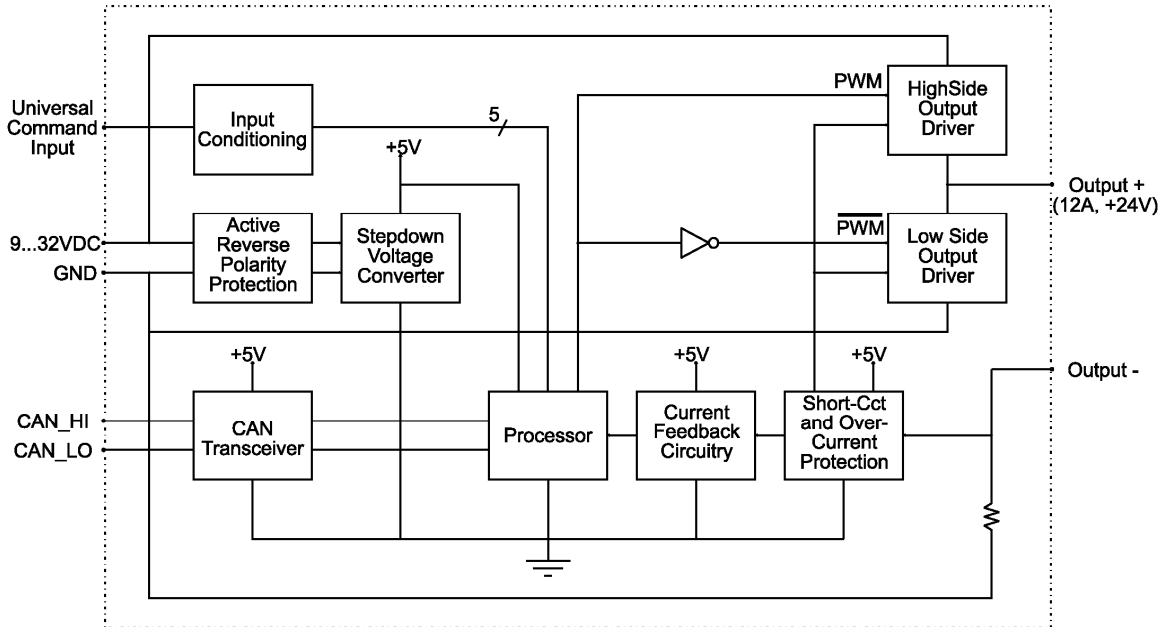 PWM
HighSide
Output
Driver
Universal
Command
Input
Input
Conditioning
5
+5V
Output +
(12A, +24V)
9...32VDC
GND
Active
Reverse
Polarity
Protection
Stepdown
Voltage
Converter
PWM
Low Side
Output
Driver
+5V
+5V
+5V
Output -
CAN_HI
CAN_LO
CAN
Transceiver
Processor
Current
Feedback
Circuitry
Short-Cct
and Over-
Current
Protection